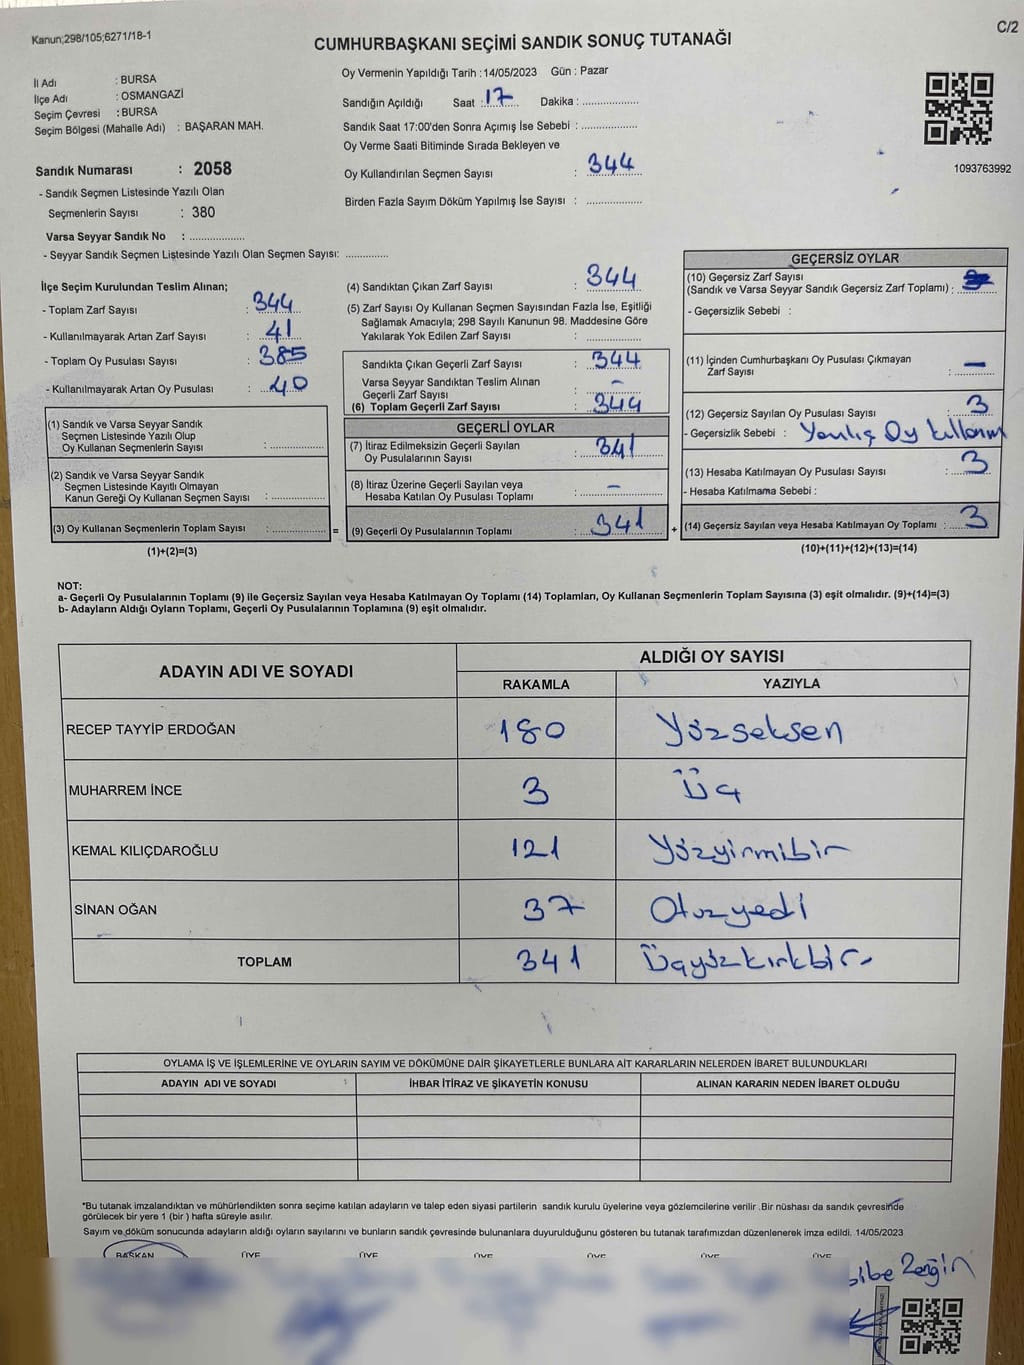 Kanun;298/105;6271/18-1
C/2
CUMHURBAŞKANI SEÇİMİ SANDIK SONUÇ TUTANAĞI
İl Adı : BURSA
İlçe Adı : OSMANGAZİ
Seçim Çevresi : BURSA
Seçim Bölgesi (Mahalle Adı) : BAŞARAN MAH.
Sandık Numarası : 2058
- Sandık Seçmen Listesinde Yazılı Olan
Seçmenlerin Sayısı : 380
Varsa Seyyar Sandık No : ..................
- Seyyar Sandık Seçmen Listesinde Yazılı Olan Seçmen Sayısı: .............
Oy Vermenin Yapıldığı Tarih :14/05/2023 Gün : Pazar
Sandığın Açıldığı Saat : 17 Dakika : ..................
Sandık Saat 17:00'den Sonra Açımış İse Sebebi : ..................
Oy Verme Saati Bitiminde Sırada Bekleyen ve
Oy Kullandırılan Seçmen Sayısı : 344
Birden Fazla Sayım Döküm Yapılmış İse Sayısı : ..................
1093763992
İlçe Seçim Kurulundan Teslim Alınan;
- Toplam Zarf Sayısı : 344
- Kullanılmayarak Artan Zarf Sayısı : 41
- Toplam Oy Pusulası Sayısı : 385
- Kullanılmayarak Artan Oy Pusulası : 40
(1) Sandık ve Varsa Seyyar Sandık
Seçmen Listesinde Yazılı Olup
Oy Kullanan Seçmenlerin Sayısı : ..................
(2) Sandık ve Varsa Seyyar Sandık
Seçmen Listesinde Kayıtlı Olmayan
Kanun Gereği Oy Kullanan Seçmen Sayısı : ..................
(3) Oy Kullanan Seçmenlerin Toplam Sayısı : ..................
(1)+(2)=(3)
=
(4) Sandıktan Çıkan Zarf Sayısı : 344
(5) Zarf Sayısı Oy Kullanan Seçmen Sayısından Fazla İse, Eşitliği
Sağlamak Amacıyla; 298 Sayılı Kanunun 98. Maddesine Göre
Yakılarak Yok Edilen Zarf Sayısı : ..................
Sandıkta Çıkan Geçerli Zarf Sayısı : 344
Varsa Seyyar Sandıktan Teslim Alınan
Geçerli Zarf Sayısı : -
(6) Toplam Geçerli Zarf Sayısı : 344
GEÇERLİ OYLAR
(7) İtiraz Edilmeksizin Geçerli Sayılan
Oy Pusulalarının Sayısı : 341
(8) İtiraz Üzerine Geçerli Sayılan veya
Hesaba Katılan Oy Pusulası Toplamı : -
(9) Geçerli Oy Pusulalarının Toplamı : 341
+
GEÇERSİZ OYLAR
(10) Geçersiz Zarf Sayısı
(Sandık ve Varsa Seyyar Sandık Geçersiz Zarf Toplamı) :
- Geçersizlik Sebebi :
(11) İçinden Cumhurbaşkanı Oy Pusulası Çıkmayan
Zarf Sayısı : -
(12) Geçersiz Sayılan Oy Pusulası Sayısı : 3
- Geçersizlik Sebebi : Yanlış Oy kullanım
(13) Hesaba Katılmayan Oy Pusulası Sayısı : 3
- Hesaba Katılmama Sebebi :
(14) Geçersiz Sayılan veya Hesaba Katılmayan Oy Toplamı : 3
(10)+(11)+(12)+(13)=(14)
NOT:
a- Geçerli Oy Pusulalarının Toplamı (9) ile Geçersiz Sayılan veya Hesaba Katılmayan Oy Toplamı (14) Toplamları, Oy Kullanan Seçmenlerin Toplam Sayısına (3) eşit olmalıdır. (9)+(14)=(3)
b- Adayların Aldığı Oyların Toplamı, Geçerli Oy Pusulalarının Toplamına (9) eşit olmalıdır.
ADAYIN ADI VE SOYADI ALDIĞI OY SAYISI
RAKAMLA YAZIYLA
RECEP TAYYİP ERDOĞAN 180 Yüzseksen
MUHARREM İNCE 3 Üç
KEMAL KILIÇDAROĞLU 121 Yüzyirmibir
SİNAN OĞAN 37 Otuzyedi
TOPLAM 341 Üçyüzkırkbir
OYLAMA İŞ VE İŞLEMLERİNE VE OYLARIN SAYIM VE DÖKÜMÜNE DAİR ŞİKAYETLERLE BUNLARA AİT KARARLARIN NELERDEN İBARET BULUNDUKLARI
ADAYIN ADI VE SOYADI İHBAR İTİRAZ VE ŞİKAYETİN KONUSU ALINAN KARARIN NEDEN İBARET OLDUĞU
*Bu tutanak imzalandıktan ve mühürlendikten sonra seçime katılan adayların ve talep eden siyasi partilerin sandık kurulu üyelerine veya gözlemcilerine verilir .Bir nüshası da sandık çevresinde
görülecek bir yere 1 (bir ) hafta süreyle asılır.
Sayım ve döküm sonucunda adayların aldığı oyların sayılarını ve bunların sandık çevresinde bulunanlara duyurulduğunu gösteren bu tutanak tarafımızdan düzenlenerek imza edildi. 14/05/2023
BAŞKAN ÜYE ÜYE ÜYE ÜYE ÜYE ÜYE
Zengin